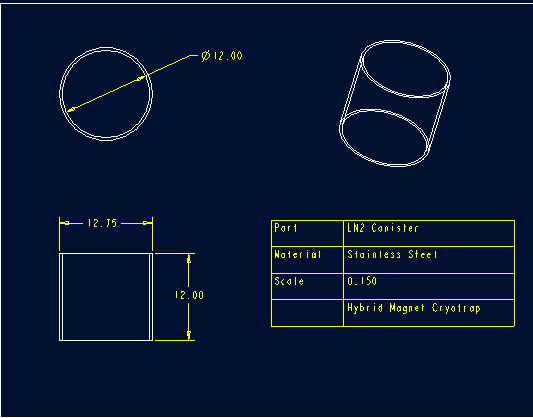 Ø12.00
12.75
12.00
Part LN2 Canister
Material Stainless Steel
Scale 0.150
Hybrid Magnet Cryotrap